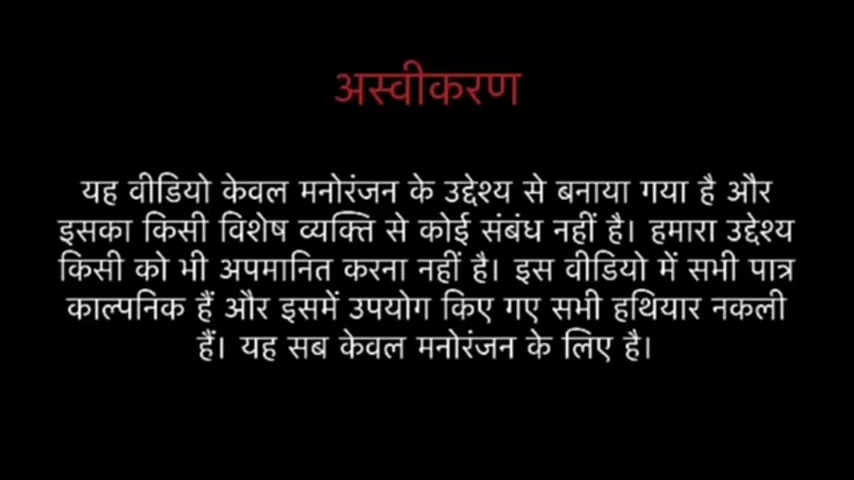 अस्वीकरण
यह वीडियो केवल मनोरंजन के उद्देश्य से बनाया गया है और
इसका किसी विशेष व्यक्ति से कोई संबंध नहीं है। हमारा उद्देश्य
किसी को भी अपमानित करना नहीं है। इस वीडियो में सभी पात्र
काल्पनिक हैं और इसमें उपयोग किए गए सभी हथियार नकली
हैं। यह सब केवल मनोरंजन के लिए है।